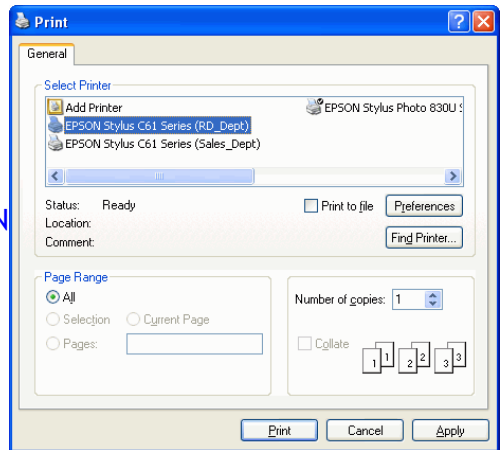 Print
General
Select Printer
Add Printer
EPSON Stylus C61 Series (RD_Dept)
EPSON Stylus C61 Series (Sales_Dept)
EPSON Stylus Photo 830U S
Status: Ready
Location:
Comment:
Print to file
Preferences
Find Printer...
N
Page Range
All
Selection
Current Page
Pages:
Number of copies: 1
Collate
1 1 2 2 3 3
Print
Cancel
Apply